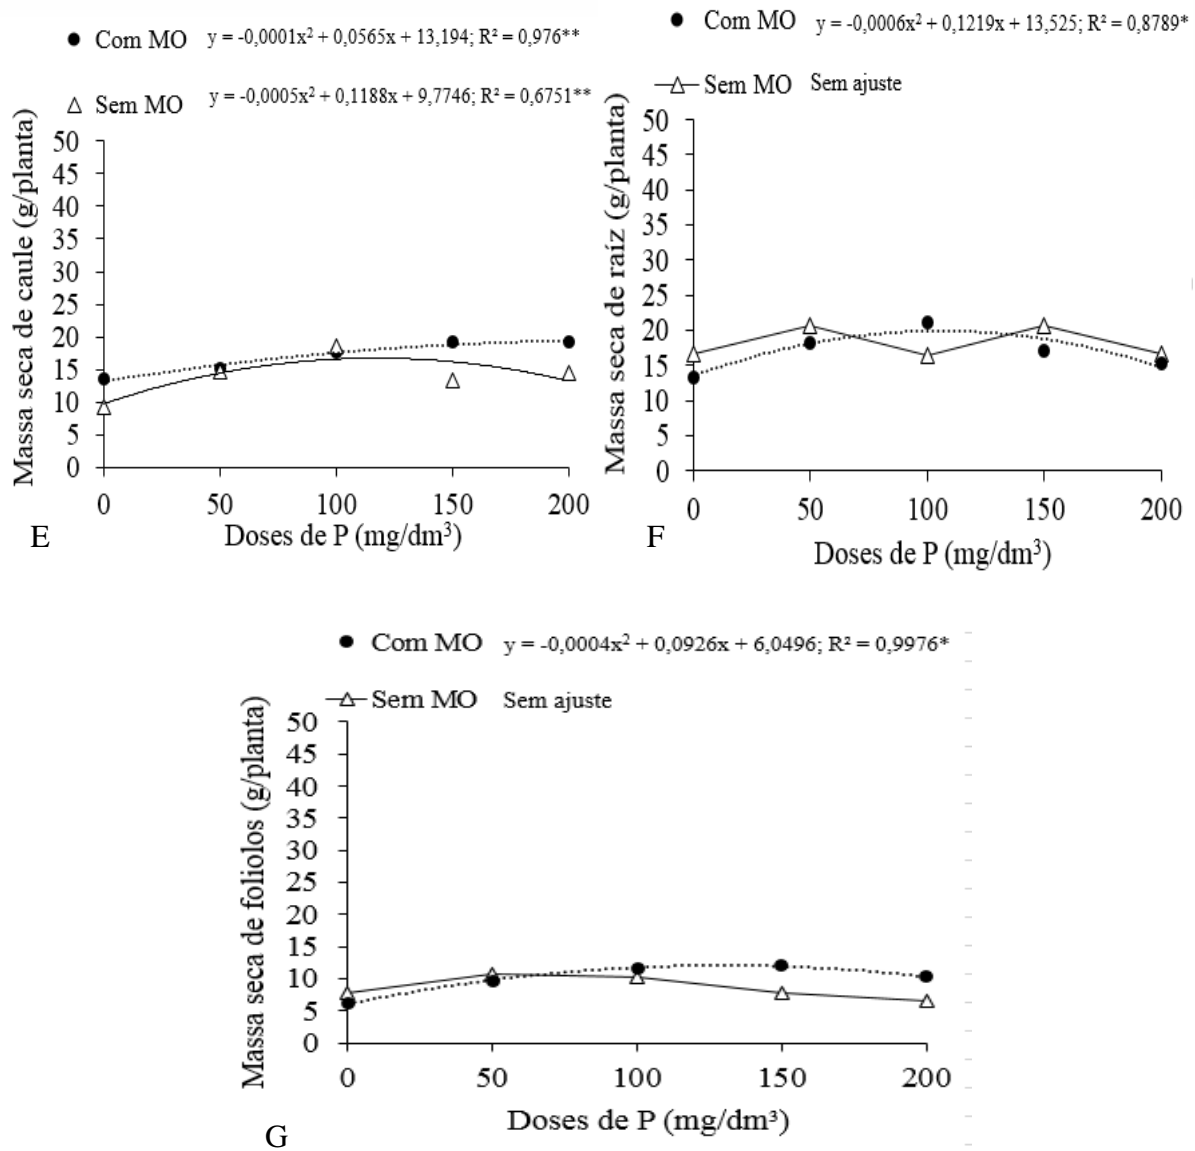 Com MO y = -0,0001x² + 0,0565x + 13,194; R² = 0,976**
Sem MO y = -0,0005x² + 0,1188x + 9,7746; R² = 0,6751**
Massa seca de caule (g/planta)
50
45
40
35
30
25
20
15
10
5
0
0 50 100 150 200
Doses de P (mg/dm³)
E
Com MO y = -0,0006x² + 0,1219x + 13,525; R² = 0,8789*
Sem MO Sem ajuste
Massa seca de raíz (g/planta)
50
45
40
35
30
25
20
15
10
5
0
0 50 100 150 200
Doses de P (mg/dm³)
F
Com MO y = -0,0004x² + 0,0926x + 6,0496; R² = 0,9976*
Sem MO Sem ajuste
Massa seca de foliolos (g/planta)
50
45
40
35
30
25
20
15
10
5
0
0 50 100 150 200
Doses de P (mg/dm³)
G